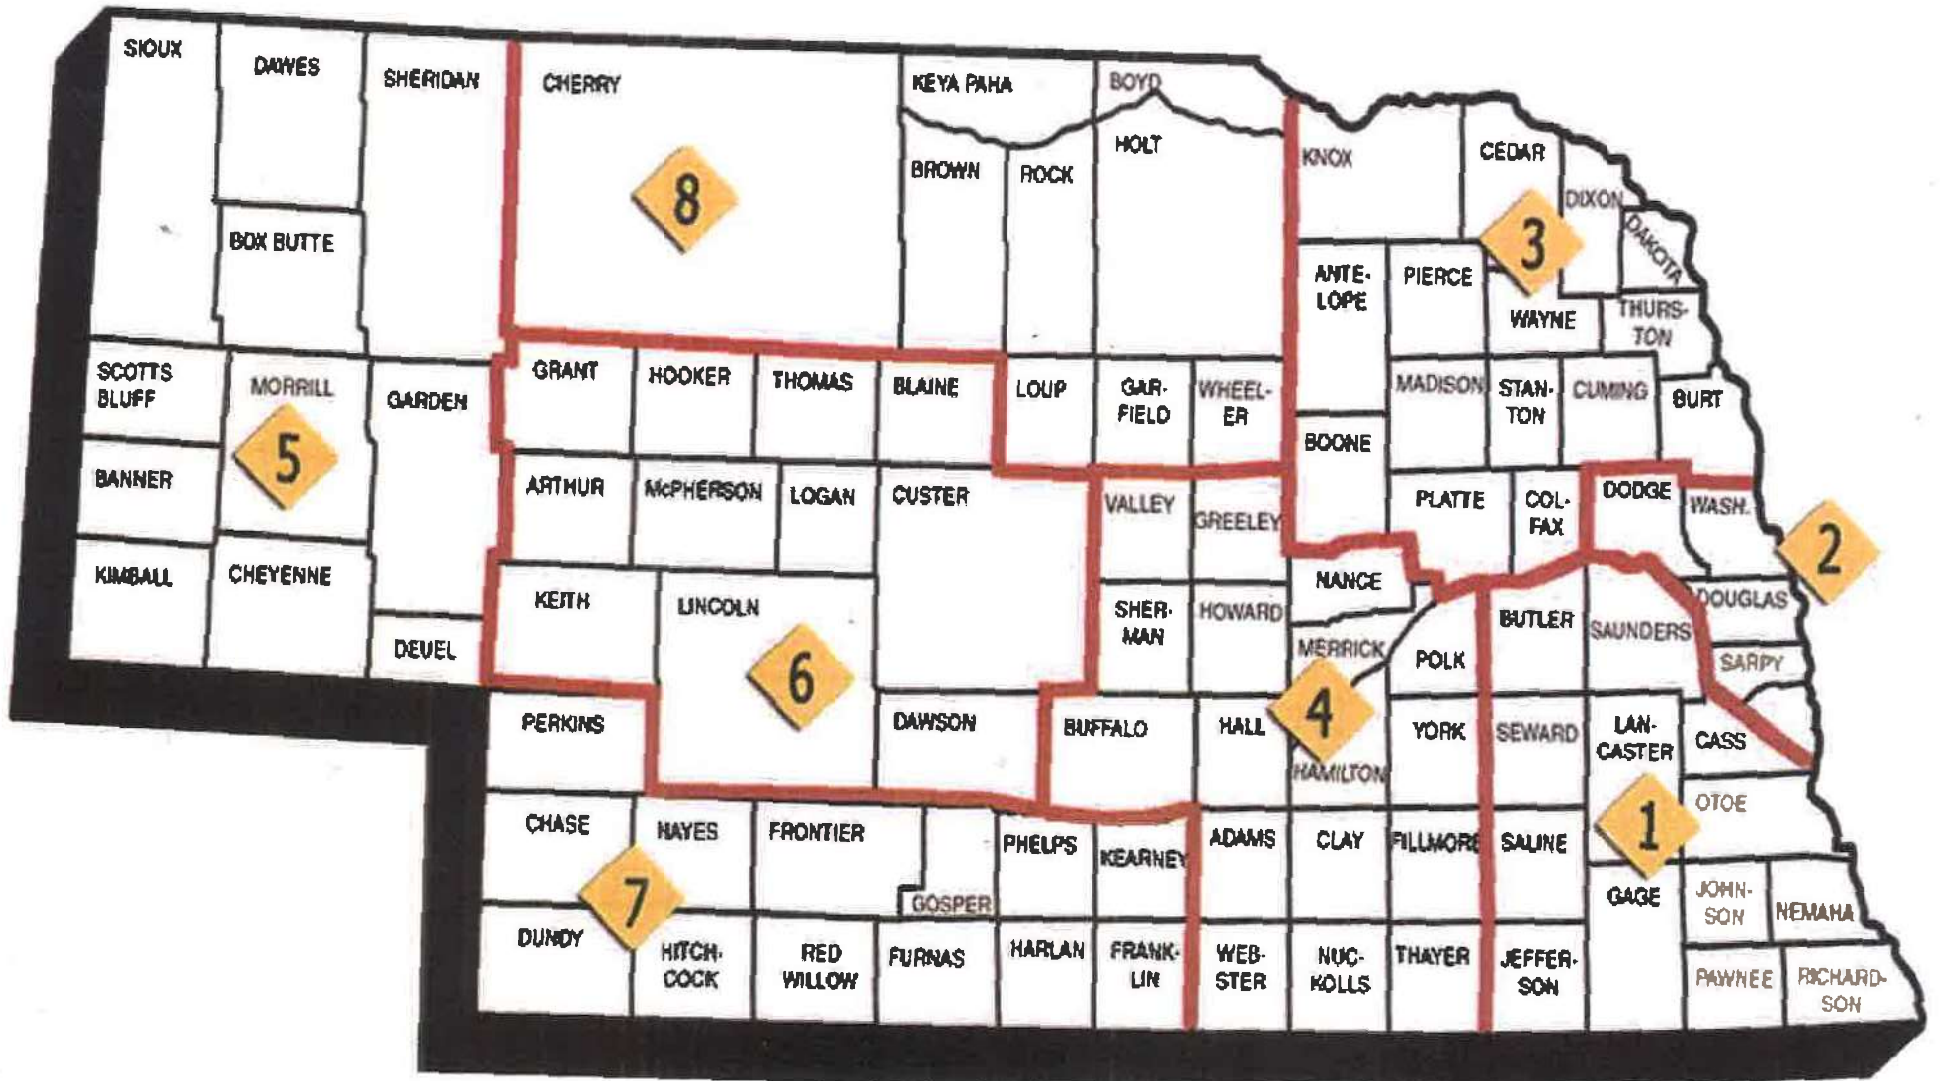 SIOUX
DAWES
SHERIDAN
CHERRY
KEYA PAHA
BOYD
BROWN
ROCK
HOLT
KNOX
CEDAR
DIXON
DAKOTA
8
3
BOX BUTTE
ANTE-
LOPE
PIERCE
WAYNE
THURS-
TON
SCOTTS
BLUFF
MORRILL
GARDEN
GRANT
HOOKER
THOMAS
BLAINE
LOUP
GAR-
FIELD
WHEEL-
ER
BOONE
MADISON
STAN-
TON
CUMING
BURT
5
BANNER
ARTHUR
McPHERSON
LOGAN
CUSTER
VALLEY
GREELEY
PLATTE
COL-
FAX
DODGE
WASH.
2
KIMBALL
CHEYENNE
DEUEL
KEITH
LINCOLN
SHER-
MAN
HOWARD
NANCE
MERRICK
POLK
BUTLER
SAUNDERS
DOUGLAS
SARPY
6
PERKINS
DAWSON
BUFFALO
HALL
4
HAMILTON
YORK
SEWARD
LAN-
CASTER
CASS
OTOE
1
CHASE
HAYES
FRONTIER
GOSPER
PHELPS
KEARNEY
ADAMS
CLAY
FILLMORE
SALINE
GAGE
JOHN-
SON
NEMAHA
7
DUNDY
HITCH-
COCK
RED
WILLOW
FURNAS
HARLAN
FRANK-
LIN
WEB-
STER
NUC-
KOLLS
THAYER
JEFFER-
SON
PAWNEE
RICHARD-
SON